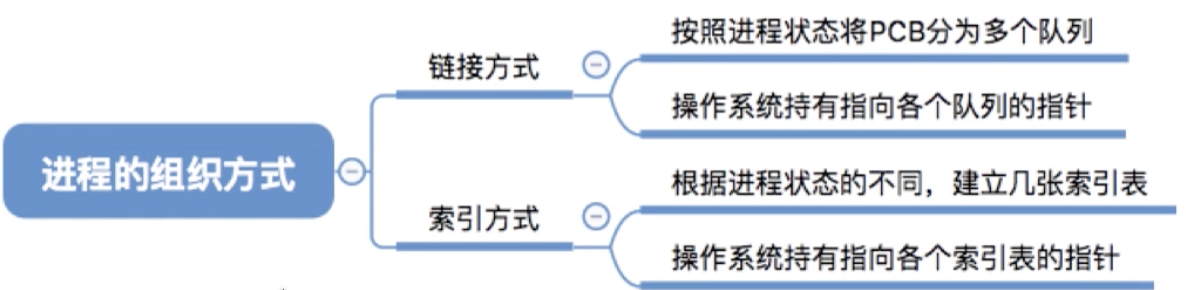 进程的组织方式
链接方式
按照进程状态将PCB分为多个队列
操作系统持有指向各个队列的指针
索引方式
根据进程状态的不同，建立几张索引表
操作系统持有指向各个索引表的指针